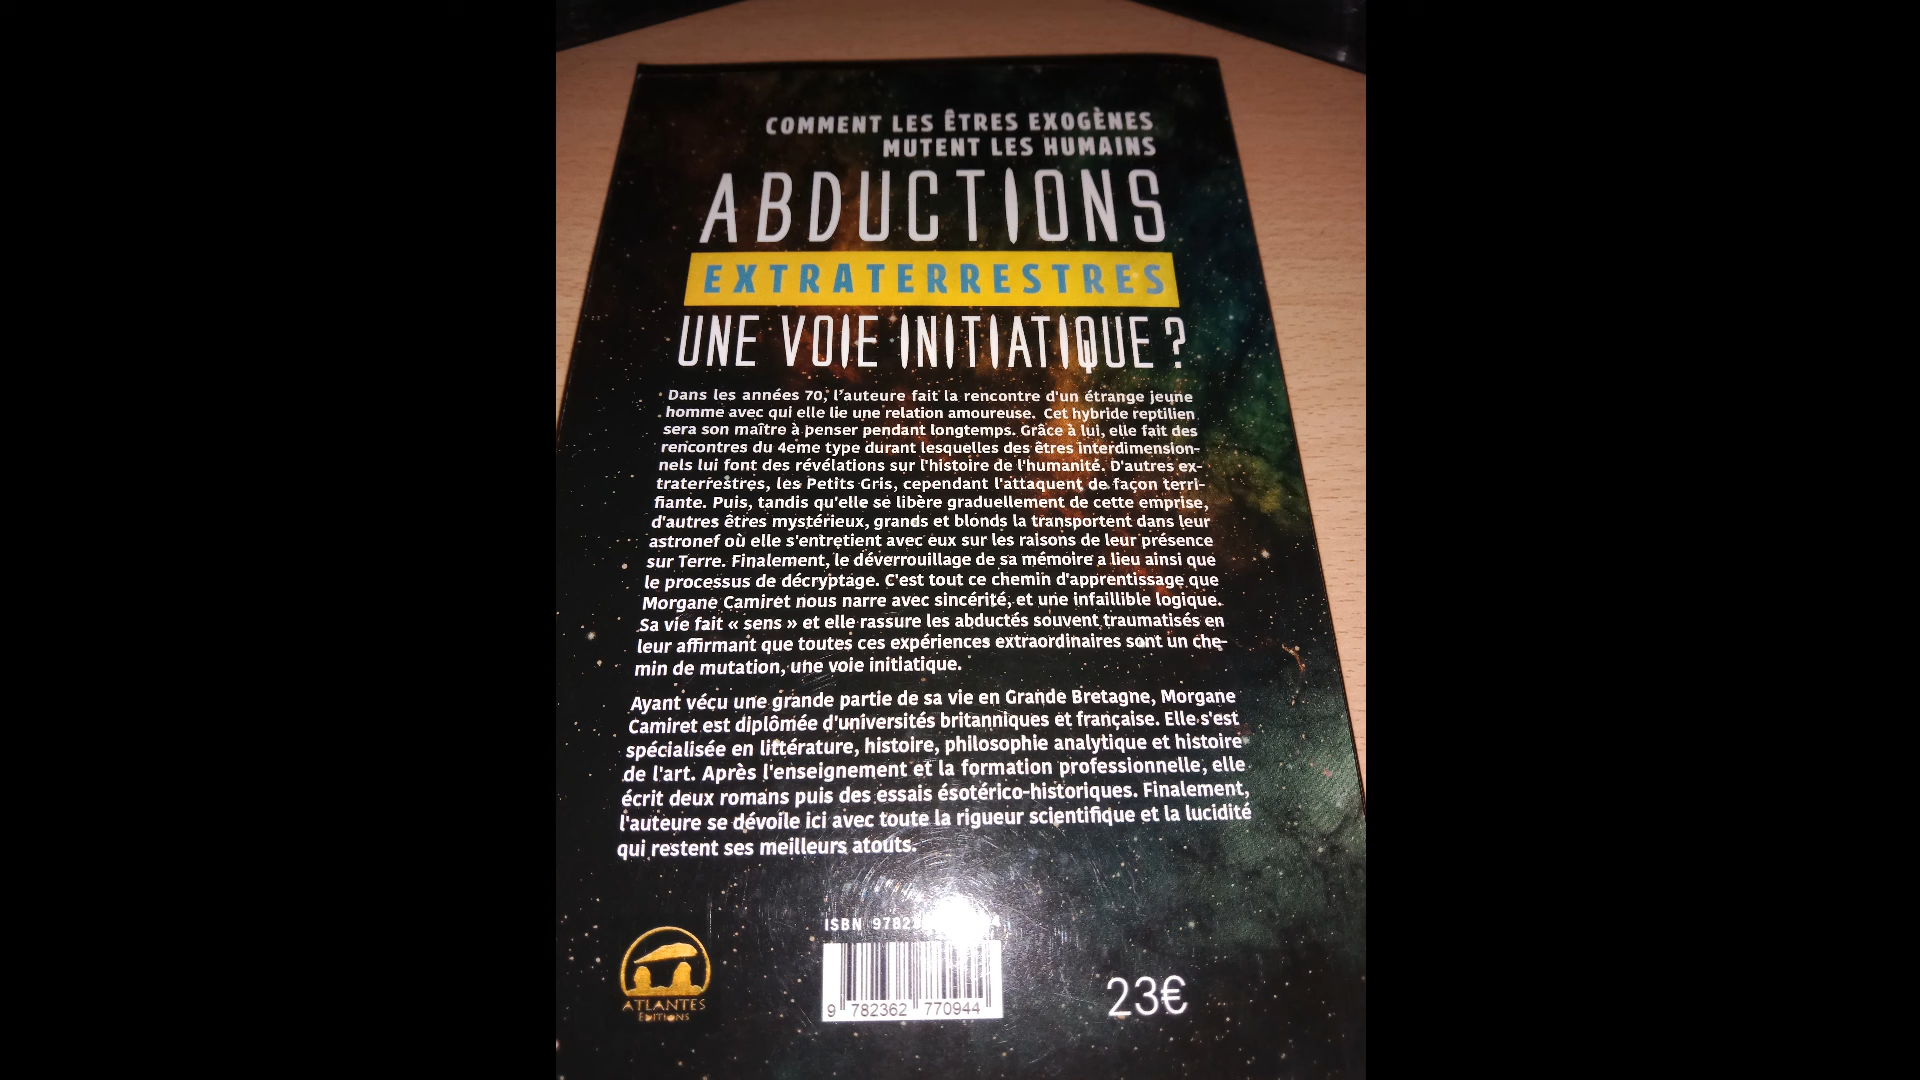 COMMENT LES ÊTRES EXOGÈNES
MUTENT LES HUMAINS
ABDUCTIONS
EXTRATERRESTRES
UNE VOIE INITIATIQUE ?
Dans les années 70, l'auteure fait la rencontre d'un étrange jeune
homme avec qui elle lie une relation amoureuse. Cet hybride reptilien
sera son maître à penser pendant longtemps. Grâce à lui, elle fait des
rencontres du 4eme type durant lesquelles des êtres interdimension-
nels lui font des révélations sur l'histoire de l'humanité. D'autres ex-
traterrestres, les Petits Gris, cependant l'attaquent de façon terri-
fiante. Puis, tandis qu'elle se libère graduellement de cette emprise,
d'autres êtres mystérieux, grands et blonds la transportent dans leur
astronef où elle s'entretient avec eux sur les raisons de leur présence
sur Terre. Finalement, le déverrouillage de sa mémoire a lieu ainsi que
le processus de décryptage. C'est tout ce chemin d'apprentissage que
Morgane Camiret nous narre avec sincérité, et une infaillible logique.
Sa vie fait « sens » et elle rassure les abductés souvent traumatisés en
leur affirmant que toutes ces expériences extraordinaires sont un che-
min de mutation, une voie initiatique.
Ayant vécu une grande partie de sa vie en Grande Bretagne, Morgane
Camiret est diplômée d'universités britanniques et française. Elle s'est
spécialisée en littérature, histoire, philosophie analytique et histoire
de l'art. Après l'enseignement et la formation professionnelle, elle
écrit deux romans puis des essais ésotérico-historiques. Finalement,
l'auteure se dévoile ici avec toute la rigueur scientifique et la lucidité
qui restent ses meilleurs atouts.
ISBN
9 782362 770944
23€
ATLANTES
EDITIONS